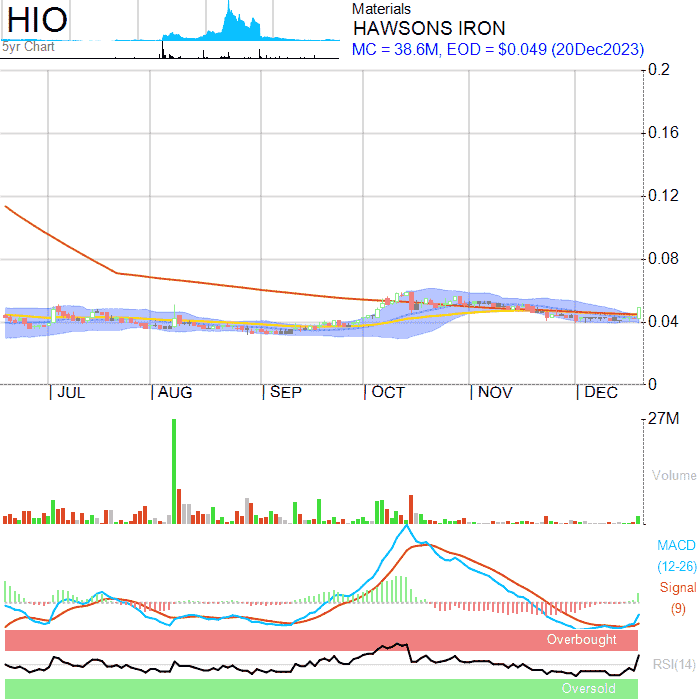 HIO
5yr Chart
Materials
HAWSONS IRON
MC = 38.6M, EOD = $0.049 (20Dec2023)
0.2
0.16
0.12
0.08
0.04
0
JUL AUG SEP OCT NOV DEC
27M
Volume
MACD
(12-26)
Signal
(9)
Overbought
RSI(14)
Oversold